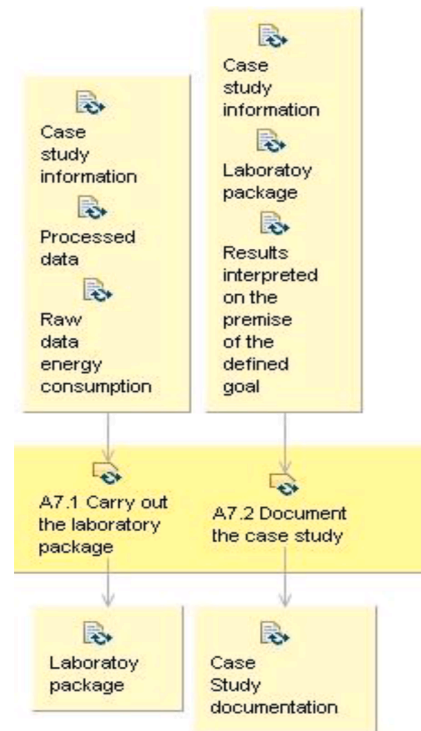 Case
study
information
Processed
data
Raw
data
energy
consumption
Case
study
information
Laboratoy
package
Results
interpreted
on the
premise
of the
defined
goal
A7.1 Carry out
the laboratory
package
A7.2 Document
the case study
Laboratoy
package
Case
Study
documentation